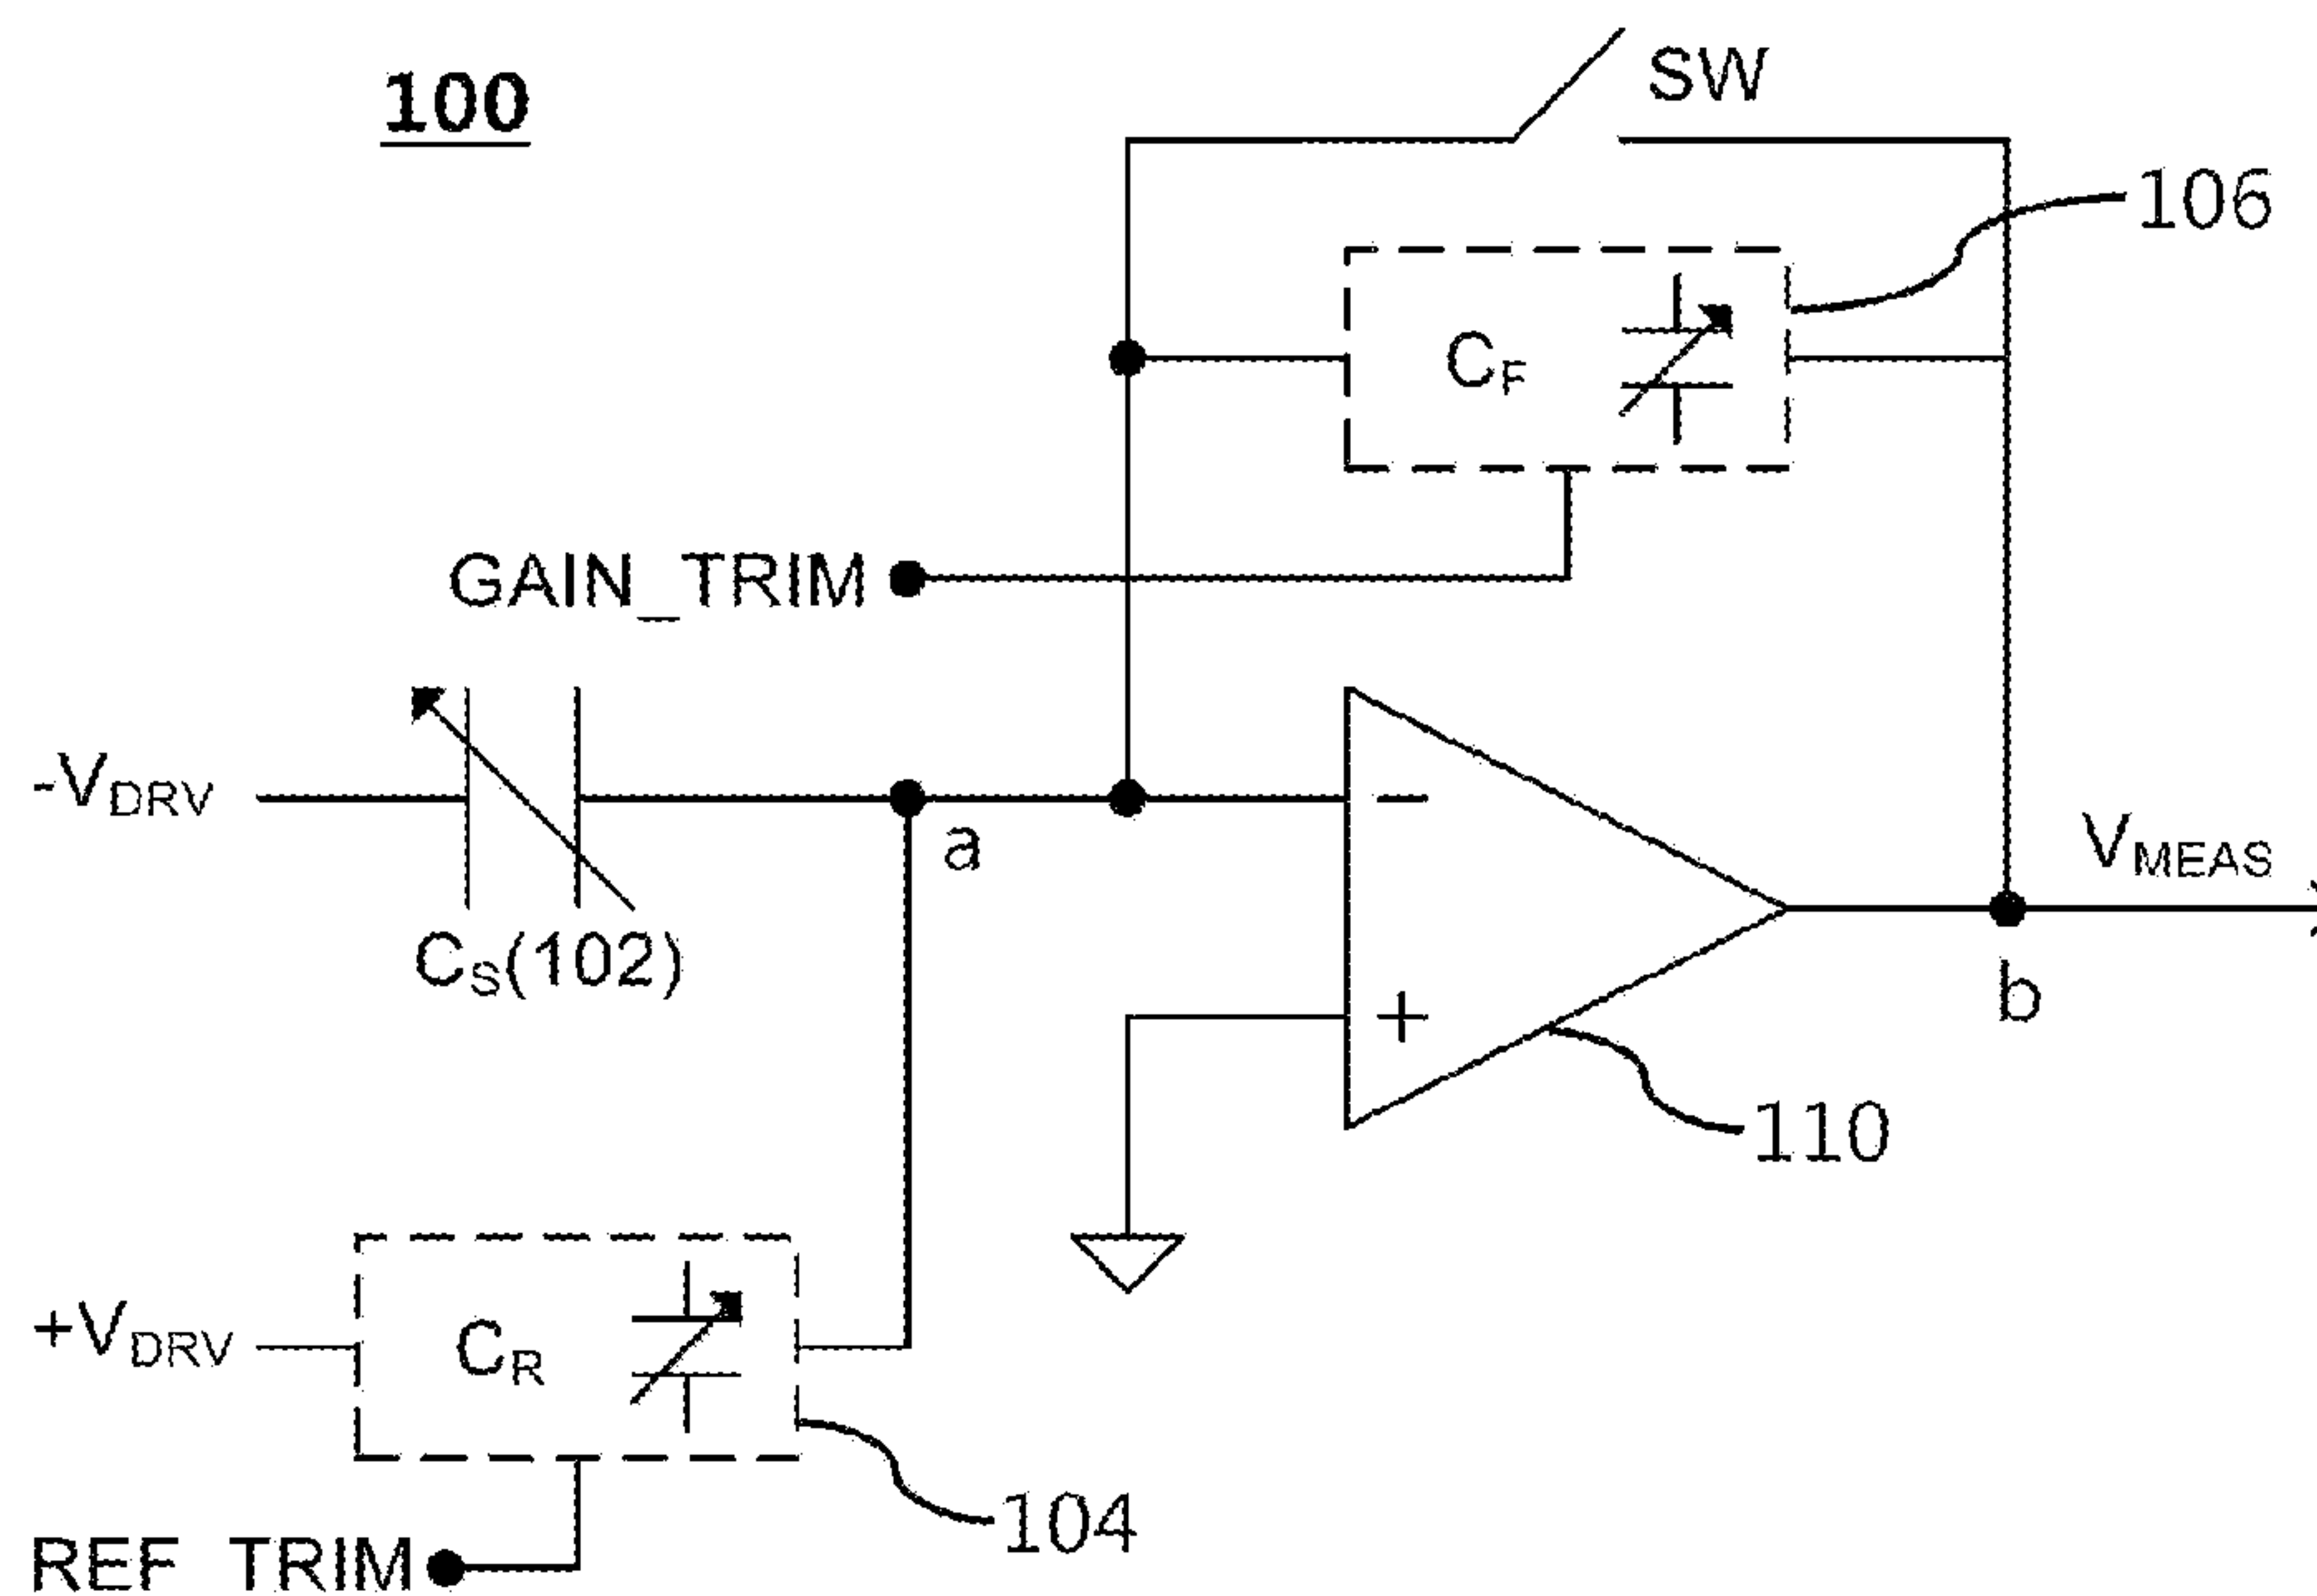 100
SW
106
CF
GAIN_TRIM
-VDRV
a
VMEAS
CS(102)
b
+
110
+VDRV
CR
104
REF_TRIM